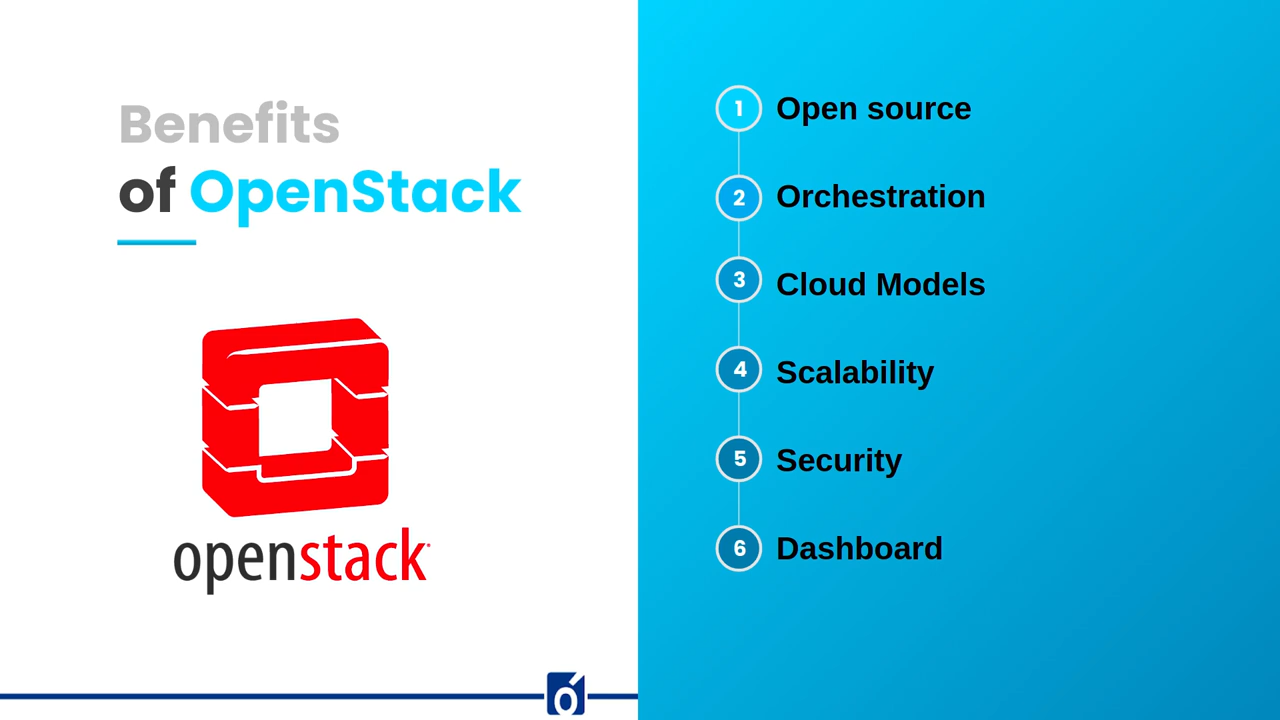 Benefits
of OpenStack
openstack
1 Open source
2 Orchestration
3 Cloud Models
4 Scalability
5 Security
6 Dashboard
ó